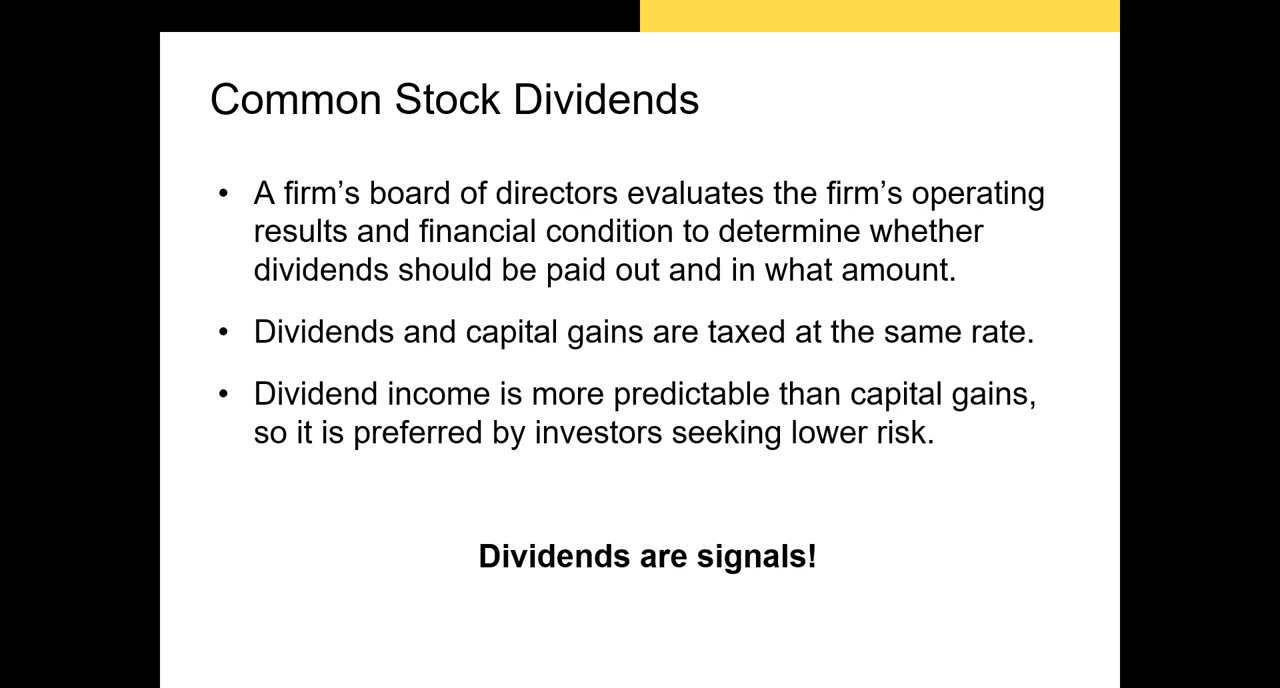 Common Stock Dividends
• A firm’s board of directors evaluates the firm’s operating
results and financial condition to determine whether
dividends should be paid out and in what amount.
• Dividends and capital gains are taxed at the same rate.
• Dividend income is more predictable than capital gains,
so it is preferred by investors seeking lower risk.
Dividends are signals!